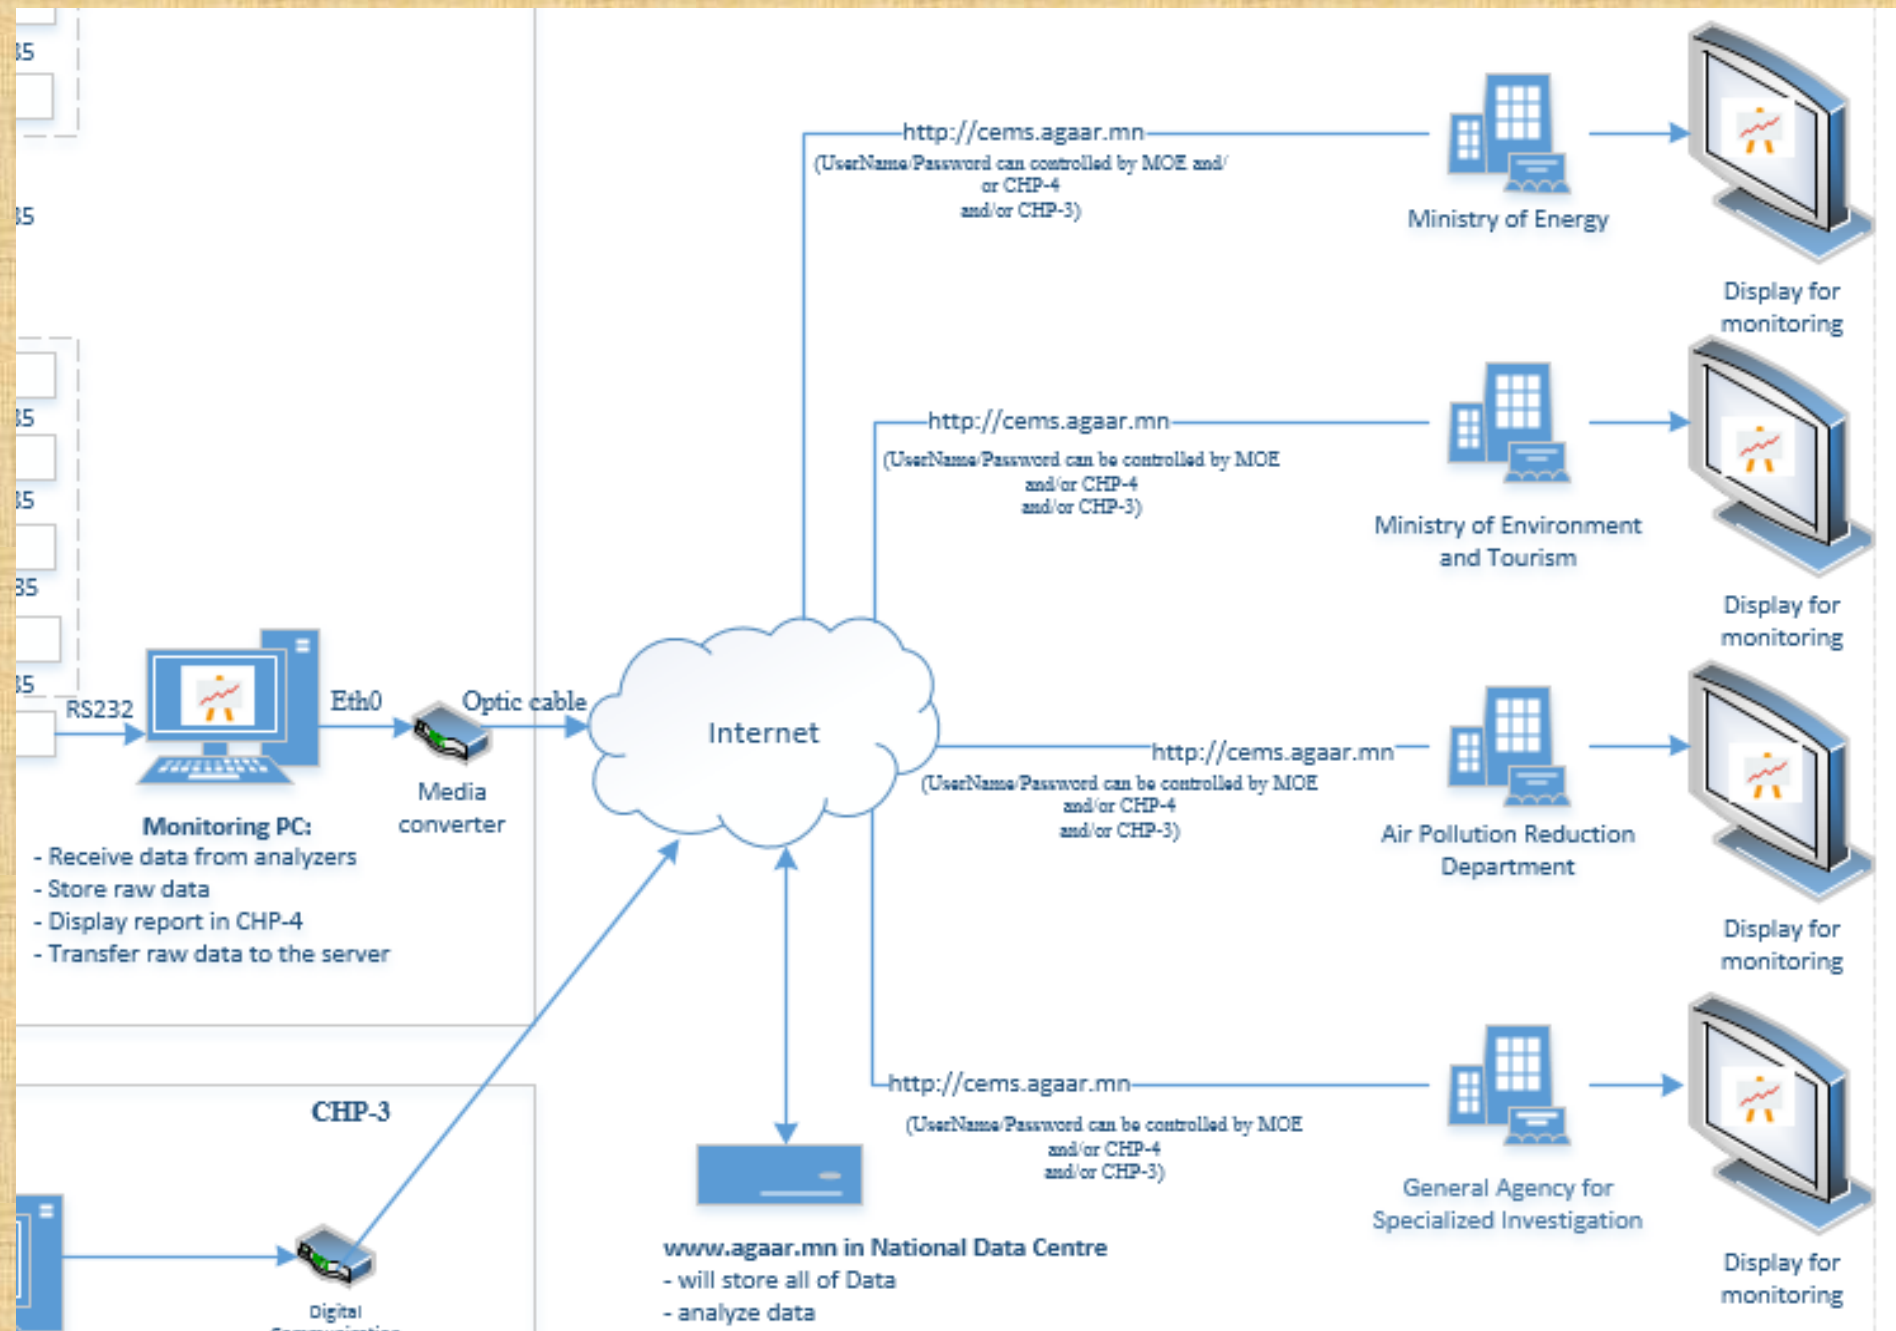 85
85
85
85
85
85
RS232
Eth0
Optic cable
Media
converter
Monitoring PC:
- Receive data from analyzers
- Store raw data
- Display report in CHP-4
- Transfer raw data to the server
CHP-3
Digital
Internet
www.agaar.mn in National Data Centre
- will store all of Data
- analyze data
http://cems.agaar.mn
(UserName/Password can controlled by MOE and/
or CHP-4
and/or CHP-3)
Ministry of Energy
Display for
monitoring
http://cems.agaar.mn
(UserName/Password can be controlled by MOE
and/or CHP-4
and/or CHP-3)
Ministry of Environment
and Tourism
Display for
monitoring
http://cems.agaar.mn
(UserName/Password can be controlled by MOE
and/or CHP-4
and/or CHP-3)
Air Pollution Reduction
Department
Display for
monitoring
http://cems.agaar.mn
(UserName/Password can be controlled by MOE
and/or CHP-4
and/or CHP-3)
General Agency for
Specialized Investigation
Display for
monitoring